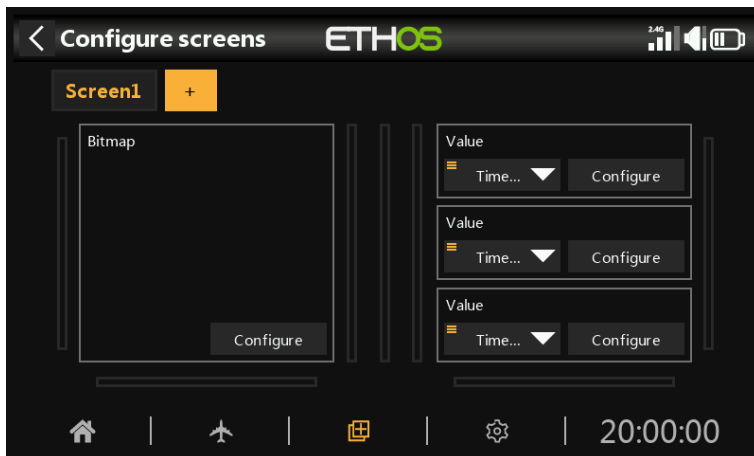 Configure screens
ETHOS
2.4G
Screen1
+
Bitmap
Configure
Value
Time...
Configure
Value
Time...
Configure
Value
Time...
Configure
20:00:00